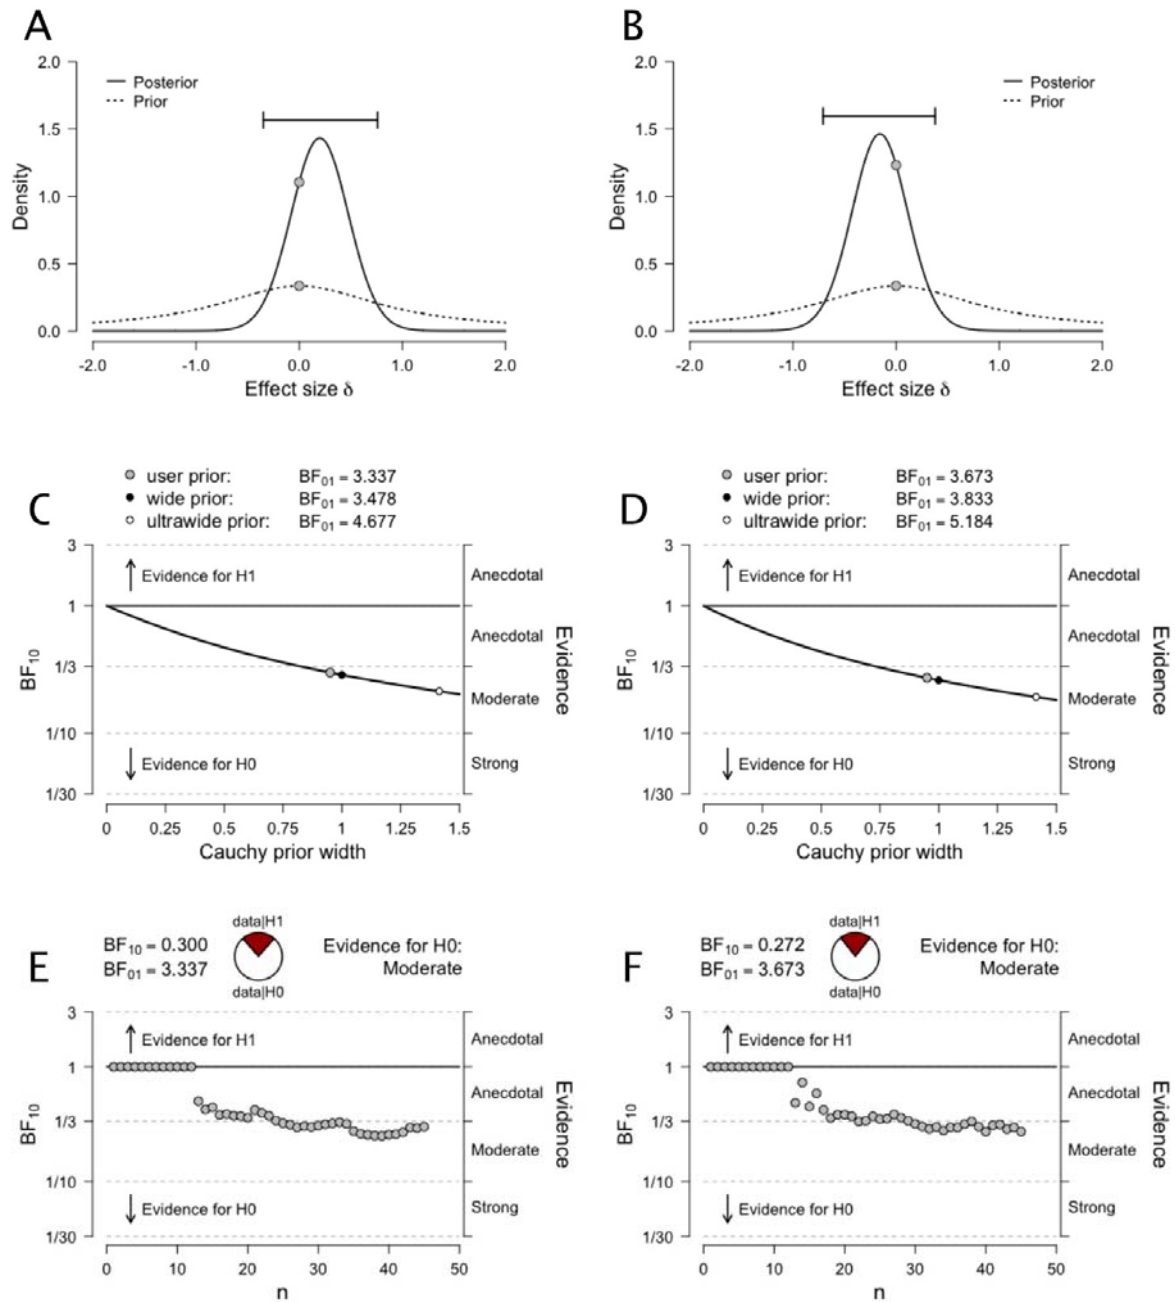 A
B
2.0
1.5
1.0
0.5
0.0
Density
Posterior
Prior
-2.0 -1.0 0.0 1.0 2.0
Effect size δ
2.0
1.5
1.0
0.5
0.0
Density
Posterior
Prior
-2.0 -1.0 0.0 1.0 2.0
Effect size δ
C
user prior: BF01 = 3.337
wide prior: BF01 = 3.478
ultrawide prior: BF01 = 4.677
3
1
1/3
1/10
1/30
BF10
Evidence for H1
Evidence for H0
Anecdotal
Anecdotal
Moderate
Strong
Evidence
0 0.25 0.5 0.75 1 1.25 1.5
Cauchy prior width
D
user prior: BF01 = 3.673
wide prior: BF01 = 3.833
ultrawide prior: BF01 = 5.184
3
1
1/3
1/10
1/30
BF10
Evidence for H1
Evidence for H0
Anecdotal
Anecdotal
Moderate
Strong
Evidence
0 0.25 0.5 0.75 1 1.25 1.5
Cauchy prior width
E
BF10 = 0.300
BF01 = 3.337
data|H1
data|H0
Evidence for H0:
Moderate
3
1
1/3
1/10
1/30
BF10
Evidence for H1
Evidence for H0
Anecdotal
Anecdotal
Moderate
Strong
Evidence
0 10 20 30 40 50
n
F
BF10 = 0.272
BF01 = 3.673
data|H1
data|H0
Evidence for H0:
Moderate
3
1
1/3
1/10
1/30
BF10
Evidence for H1
Evidence for H0
Anecdotal
Anecdotal
Moderate
Strong
Evidence
0 10 20 30 40 50
n